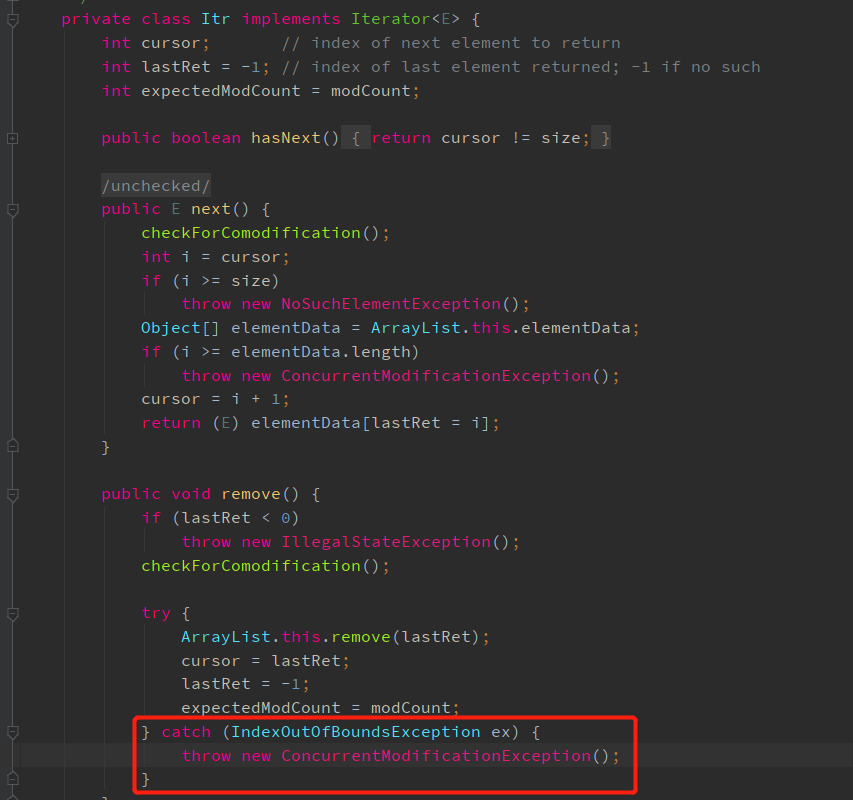 private class Itr implements Iterator<E> {
int cursor;       // index of next element to return
int lastRet = -1; // index of last element returned; -1 if no such
int expectedModCount = modCount;
public boolean hasNext() { return cursor != size; }
/unchecked/
public E next() {
checkForComodification();
int i = cursor;
if (i >= size)
throw new NoSuchElementException();
Object[] elementData = ArrayList.this.elementData;
if (i >= elementData.length)
throw new ConcurrentModificationException();
cursor = i + 1;
return (E) elementData[lastRet = i];
}
public void remove() {
if (lastRet < 0)
throw new IllegalStateException();
checkForComodification();
try {
ArrayList.this.remove(lastRet);
cursor = lastRet;
lastRet = -1;
expectedModCount = modCount;
} catch (IndexOutOfBoundsException ex) {
throw new ConcurrentModificationException();
}